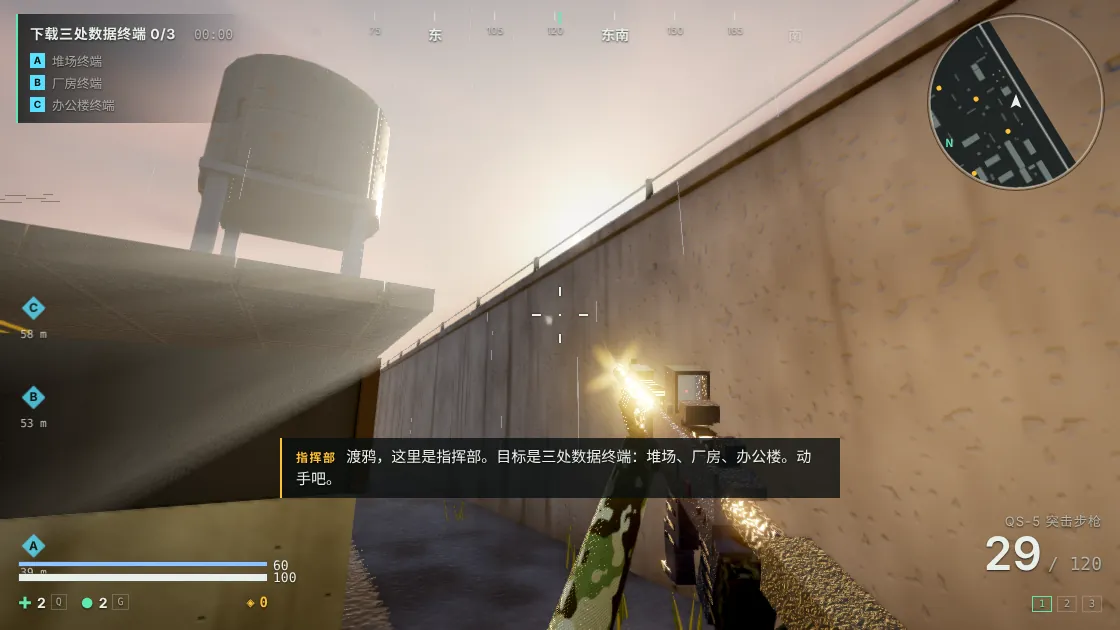 下载三处数据终端 0/3 00:00
A 堆场终端
B 厂房终端
C 办公楼终端
75 东 105 120 东南 150 165 南
N
C
58 m
B
53 m
指挥部 渡鸦，这里是指挥部。目标是三处数据终端：堆场、厂房、办公楼。动
手吧。
A
39 m
60
100
2 Q 2 G 0
QS-5 突击步枪
29 / 120
1 2 3